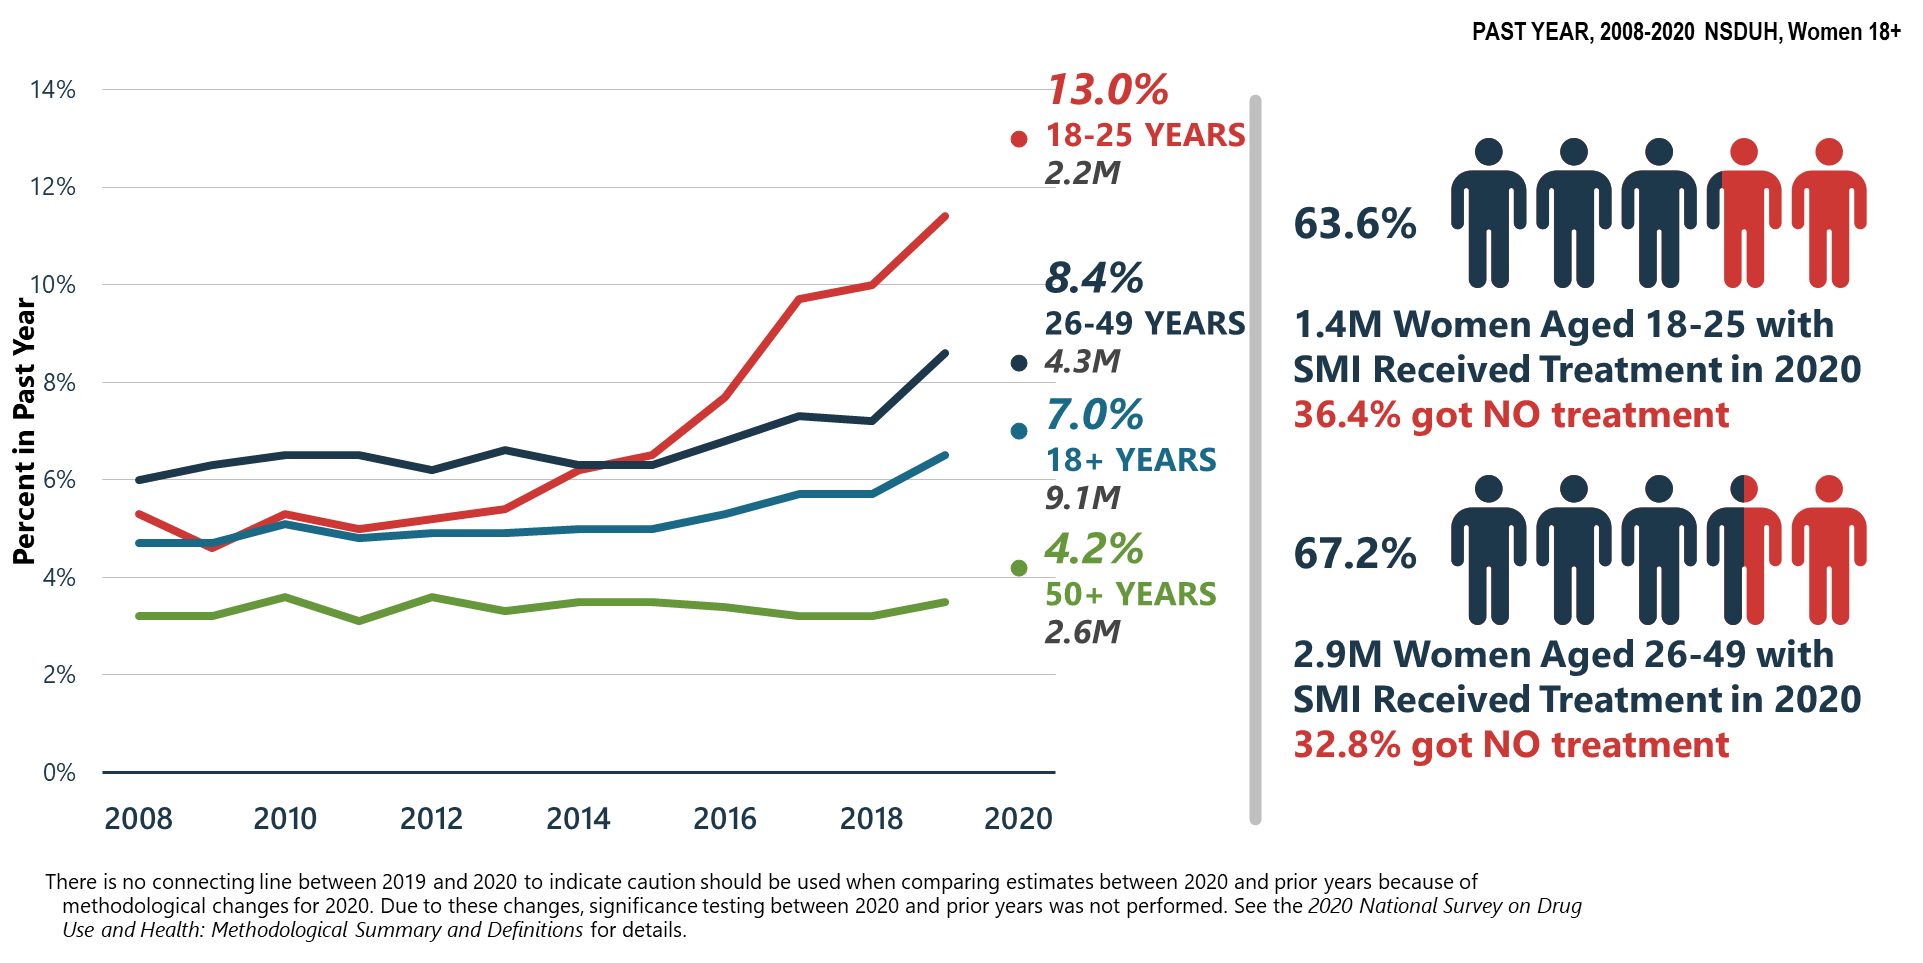 PAST YEAR, 2008-2020 NSDUH, Women 18+
Percent in Past Year
14%
12%
10%
8%
6%
4%
2%
0%
2008 2010 2012 2014 2016 2018 2020
13.0%
18-25 YEARS
2.2M
8.4%
26-49 YEARS
4.3M
7.0%
18+ YEARS
9.1M
4.2%
50+ YEARS
2.6M
63.6%
1.4M Women Aged 18-25 with
SMI Received Treatment in 2020
36.4% got NO treatment
67.2%
2.9M Women Aged 26-49 with
SMI Received Treatment in 2020
32.8% got NO treatment
There is no connecting line between 2019 and 2020 to indicate caution should be used when comparing estimates between 2020 and prior years because of
methodological changes for 2020. Due to these changes, significance testing between 2020 and prior years was not performed. See the 2020 National Survey on Drug
Use and Health: Methodological Summary and Definitions for details.